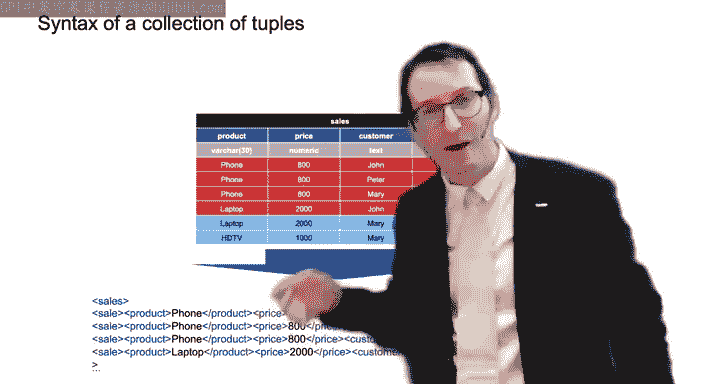 Syntax of a collection of tuples
sales
product price customer
varchar(30) numeric text
Phone 800 John
Phone 800 Peter
Phone 800 Mary
Laptop 2000 John
Laptop 2000 Mary
HDTV 1000 Mary
<sales>
<sale><product>Phone</product><price>
<sale><product>Phone</product><price>800</price>
<sale><product>Phone</product><price>800</price><custo
<sale><product>Laptop</product><price>2000</price><customer
>
...